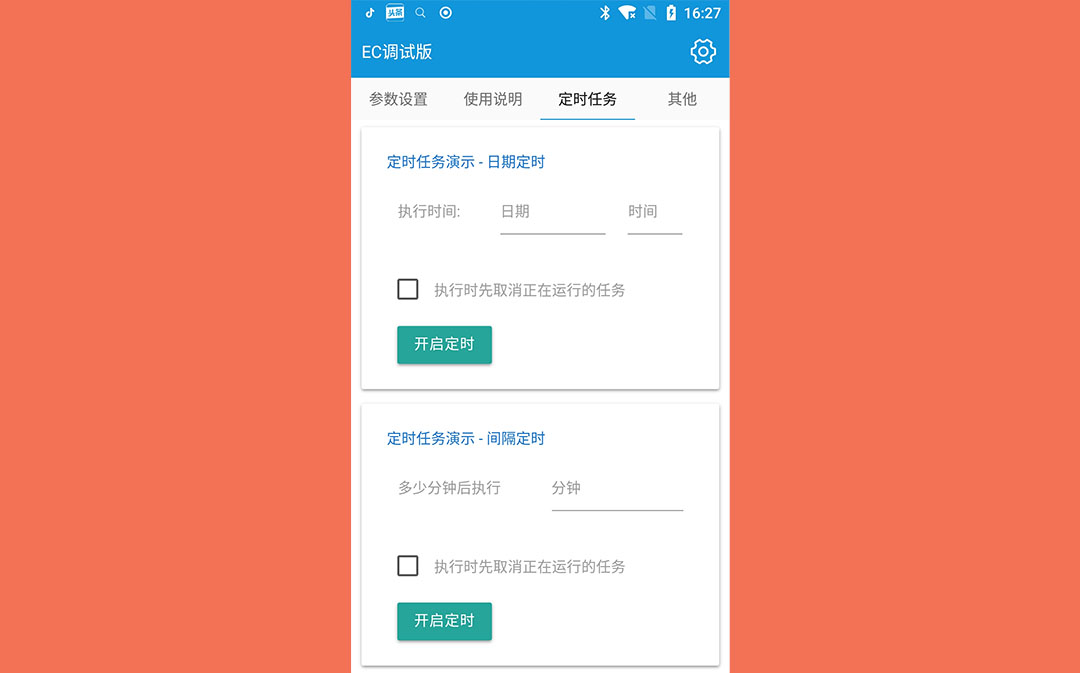 头条
16:27
EC调试版
参数设置 使用说明 定时任务 其他
定时任务演示 - 日期定时
执行时间: 日期 时间
执行时先取消正在运行的任务
开启定时
定时任务演示 - 间隔定时
多少分钟后执行 分钟
执行时先取消正在运行的任务
开启定时